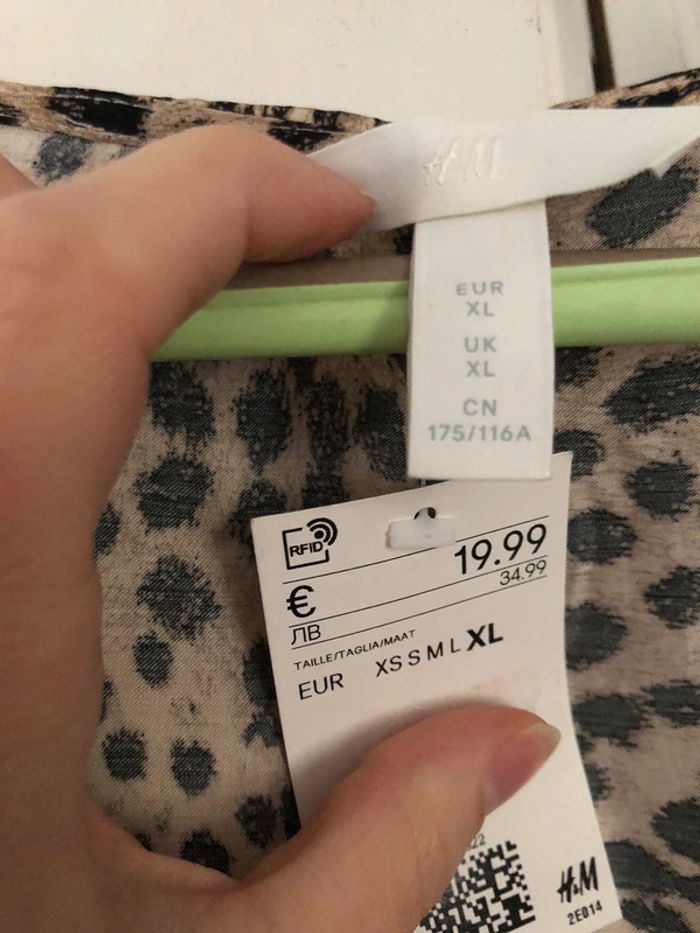 H&M
EUR
XL
UK
XL
CN
175/116A
RFID
€ 19.99
ЛВ 34.99
TAILLE/TAGLIA/MAAT
EUR XS S M L XL
22
H&M
2E014